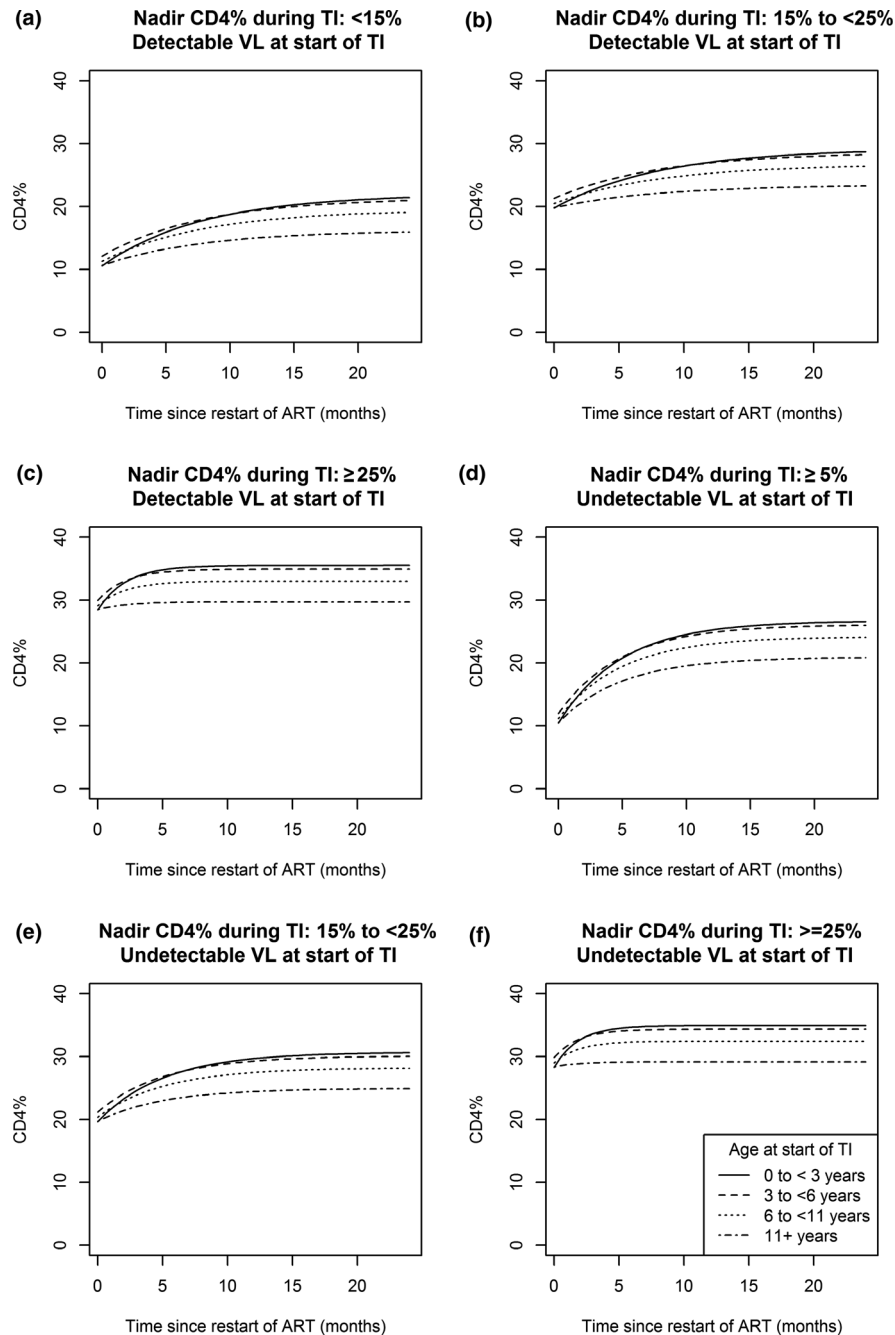 (a)
Nadir CD4% during TI: <15%
Detectable VL at start of TI
CD4%
40
30
20
10
0
0 5 10 15 20
Time since restart of ART (months)
(b)
Nadir CD4% during TI: 15% to <25%
Detectable VL at start of TI
CD4%
40
30
20
10
0
0 5 10 15 20
Time since restart of ART (months)
(c)
Nadir CD4% during TI: ≥25%
Detectable VL at start of TI
CD4%
40
30
20
10
0
0 5 10 15 20
Time since restart of ART (months)
(d)
Nadir CD4% during TI: ≥5%
Undetectable VL at start of TI
CD4%
40
30
20
10
0
0 5 10 15 20
Time since restart of ART (months)
(e)
Nadir CD4% during TI: 15% to <25%
Undetectable VL at start of TI
CD4%
40
30
20
10
0
0 5 10 15 20
Time since restart of ART (months)
(f)
Nadir CD4% during TI: >=25%
Undetectable VL at start of TI
CD4%
40
30
20
10
0
Age at start of TI
0 to < 3 years
3 to <6 years
6 to <11 years
11+ years
0 5 10 15 20
Time since restart of ART (months)